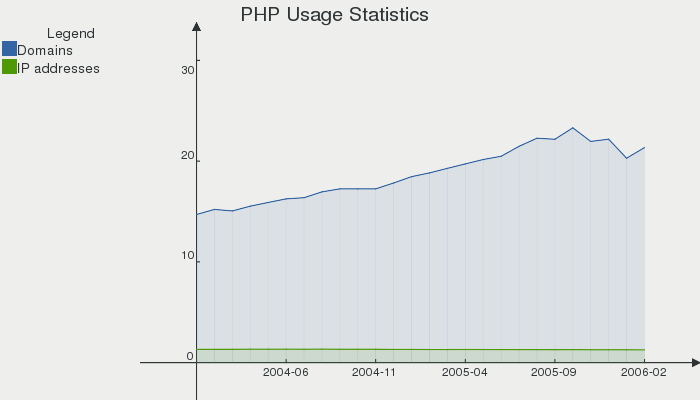 PHP Usage Statistics
Legend
Domains
IP addresses
30
20
10
0
2004-06 2004-11 2005-04 2005-09 2006-02